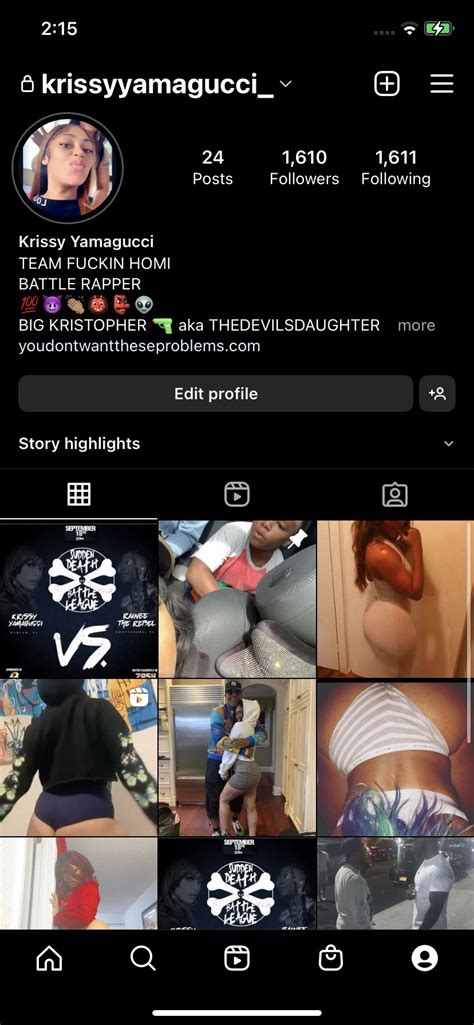 2:15
krissyyamagucci_
24
1,610
1,611
Posts
Followers
Following
Krissy Yamagucci
TEAM FUCKIN HOMI
BATTLE RAPPER
💯😈👏🏽👹👺👽
BIG KRISTOPHER 🔫 aka THEDEVILSDAUGHTER more
youdontwanttheseproblems.com
Edit profile
Story highlights
SEPTEMBER
18TH
SUDDEN
DEATH
BATTLE
LEAGUE
KRISSY
YAMAGUCCI
RAINEE
THE REBEL
VS.
SEPTEMBER
18TH
SUDDEN
DEATH
BATTLE
LEAGUE